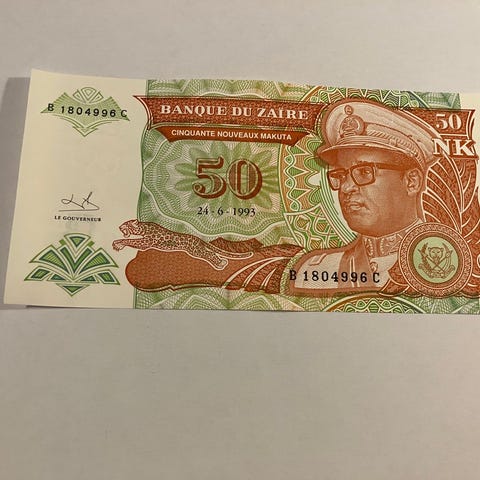 B 1804996 C
BANQUE DU ZAIRE
50
NK
CINQUANTE NOUVEAUX MAKUTA
50
24-6-1993
LE GOUVERNEUR
B 1804996 C